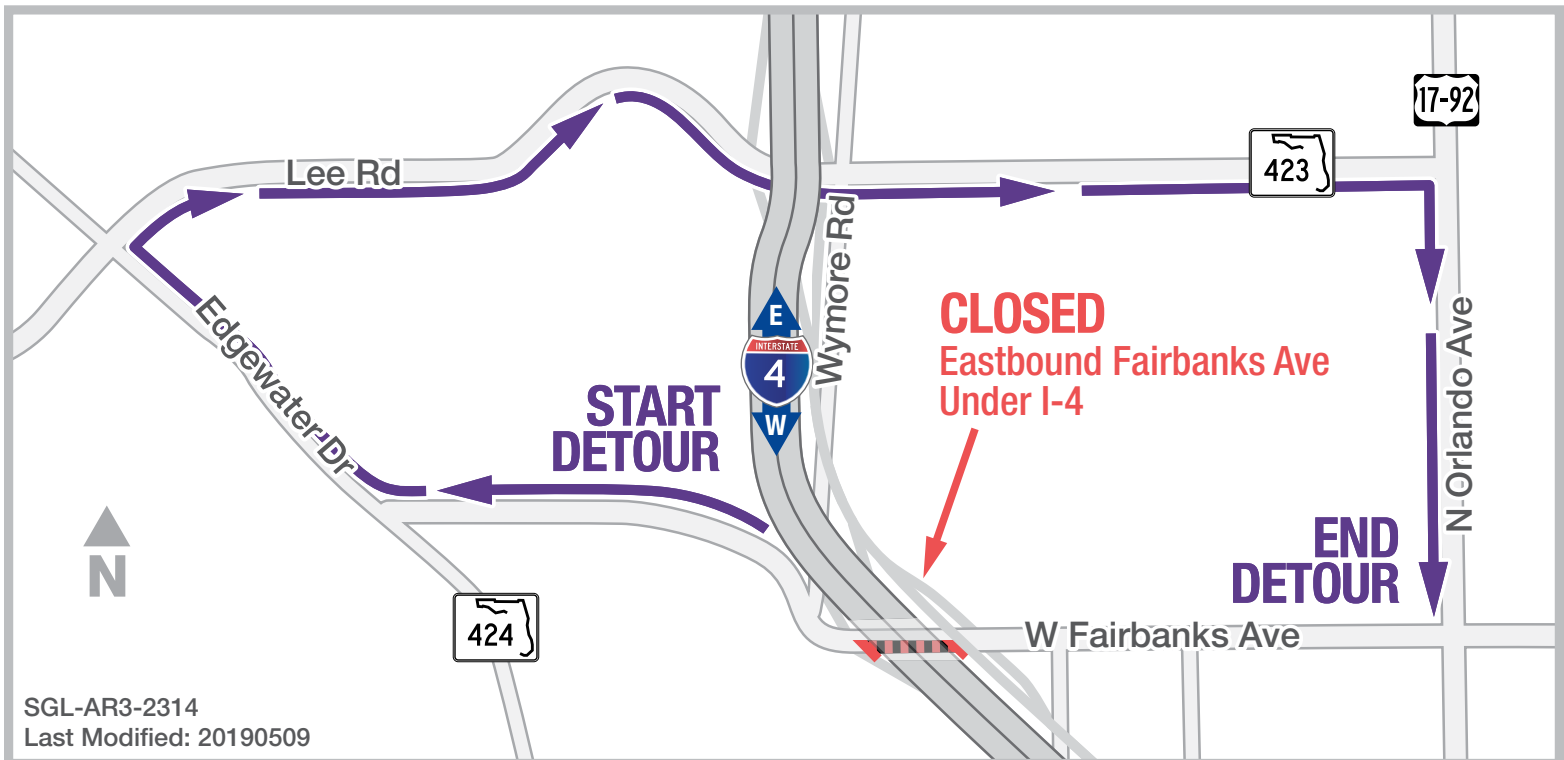 17-92
Lee Rd
423
Wymore Rd
E
INTERSTATE
4
W
CLOSED
Eastbound Fairbanks Ave
Under I-4
Edgewater Dr
START
DETOUR
N Orlando Ave
N
END
DETOUR
424
W Fairbanks Ave
SGL-AR3-2314
Last Modified: 20190509